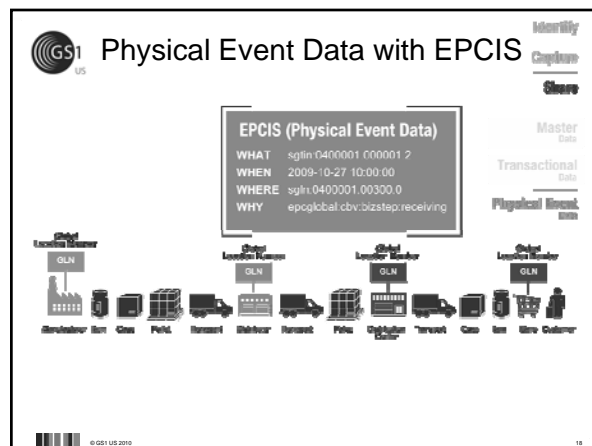 GS1
US
Physical Event Data with EPCIS
Identify
Capture
Share
EPCIS (Physical Event Data)
WHAT sgtin:0400001.000001.2
WHEN 2009-10-27 10:00:00
WHERE sgln:0400001.00300.0
WHY epcglobal:cbv:bizstep:receiving
Master
Data
Transactional
Data
Physical Event
Data
Global
Location Number
Global
Location Number
Global
Location Number
Global
Location Number
GLN
GLN
GLN
GLN
Manufacturer Item Case Pallet Transport Distributor Transport Pallet Distribution Center Transport Case Item Store Customer
© GS1 US 2010
18